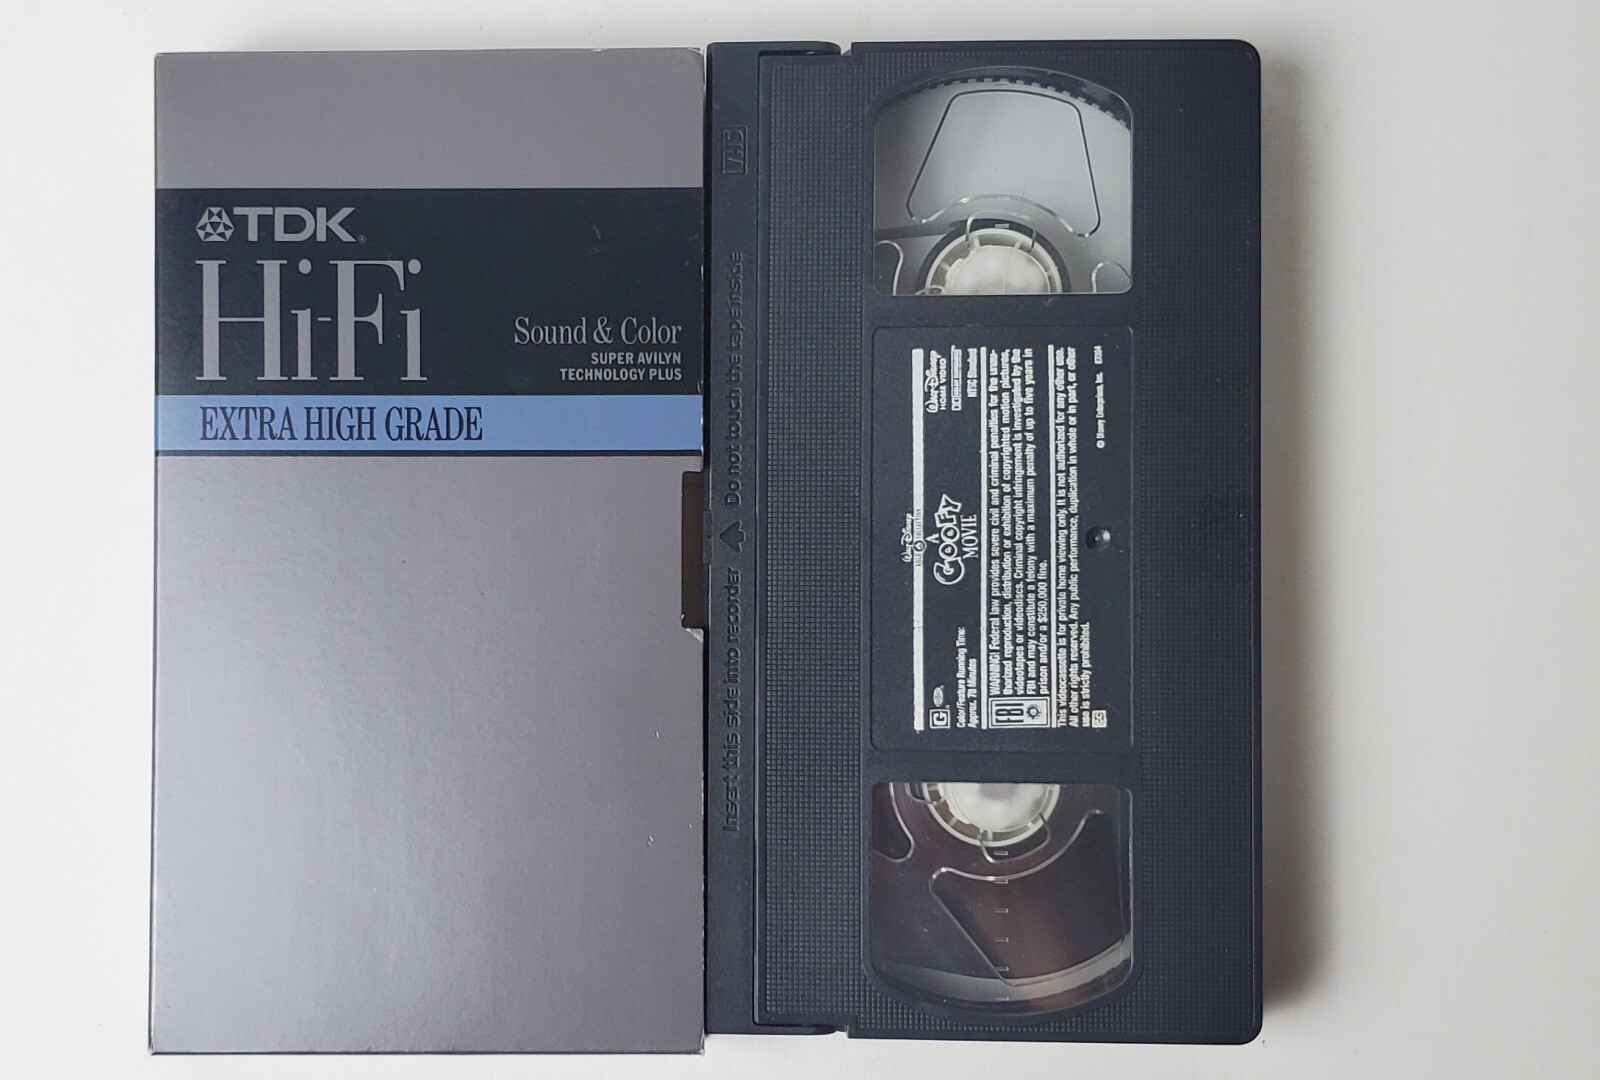 TDK®
Hi-Fi
Sound & Color
SUPER AVILYN
TECHNOLOGY PLUS
EXTRA HIGH GRADE
VHS
Insert this side into recorder
Do not touch the tape inside
WALT DISNEY
A
GOOFY
MOVIE
WALT DISNEY
HOME VIDEO
G
Color/Feature Running Time:
Approx. 78 Minutes
NTSC Standard
FBI
WARNING! Federal law provides severe civil and criminal penalties for the unau-
thorized reproduction, distribution or exhibition of copyrighted motion pictures,
videotapes or videodiscs. Criminal copyright infringement is investigated by the
FBI and may constitute a felony with a maximum penalty of up to five years in
prison and/or a $250,000 fine.
This videocassette is for private home viewing only. It is not authorized for any other use.
All other rights reserved. Any public performance, duplication in whole or in part, or other
use is strictly prohibited.
© Disney Enterprises, Inc.